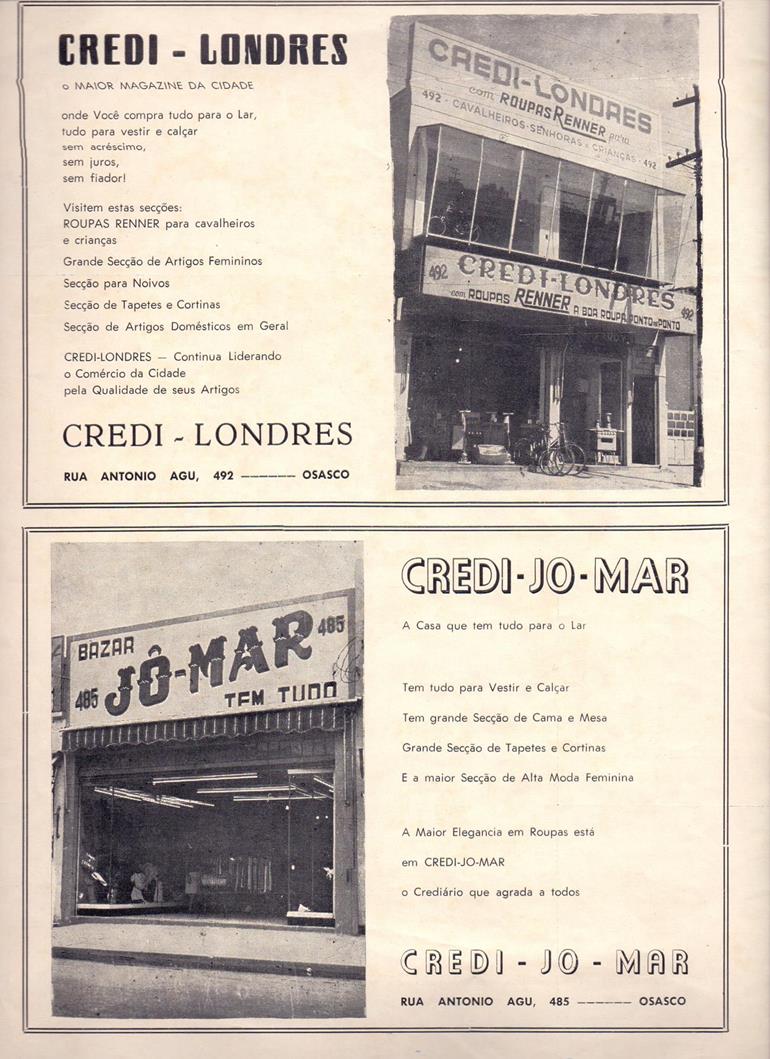 CREDI - LONDRES
o MAIOR MAGAZINE DA CIDADE
onde Você compra tudo para o Lar,
tudo para vestir e calçar
sem acréscimo,
sem juros,
sem fiador!
Visitem estas secções:
ROUPAS RENNER para cavalheiros
e crianças
Grande Secção de Artigos Femininos
Secção para Noivos
Secção de Tapetes e Cortinas
Secção de Artigos Domésticos em Geral
CREDI-LONDRES — Continua Liderando
o Comércio da Cidade
pela Qualidade de seus Artigos
CREDI - LONDRES
RUA ANTONIO AGU, 492 ——— OSASCO
CREDI-LONDRES
com ROUPAS RENNER para
492 - CAVALHEIROS-SENHORAS e CRIANÇAS - 492
492 CREDI-LONDRES 492
com ROUPAS RENNER A BOA ROUPA PONTO POR PONTO
BAZAR
JÔ-MAR 485
485 TEM TUDO
CREDI-JO-MAR
A Casa que tem tudo para o Lar
Tem tudo para Vestir e Calçar
Tem grande Secção de Cama e Mesa
Grande Secção de Tapetes e Cortinas
E a maior Secção de Alta Moda Feminina
A Maior Elegancia em Roupas está
em CREDI-JO-MAR
o Crediário que agrada a todos
CREDI - JO - MAR
RUA ANTONIO AGU, 485 ——— OSASCO